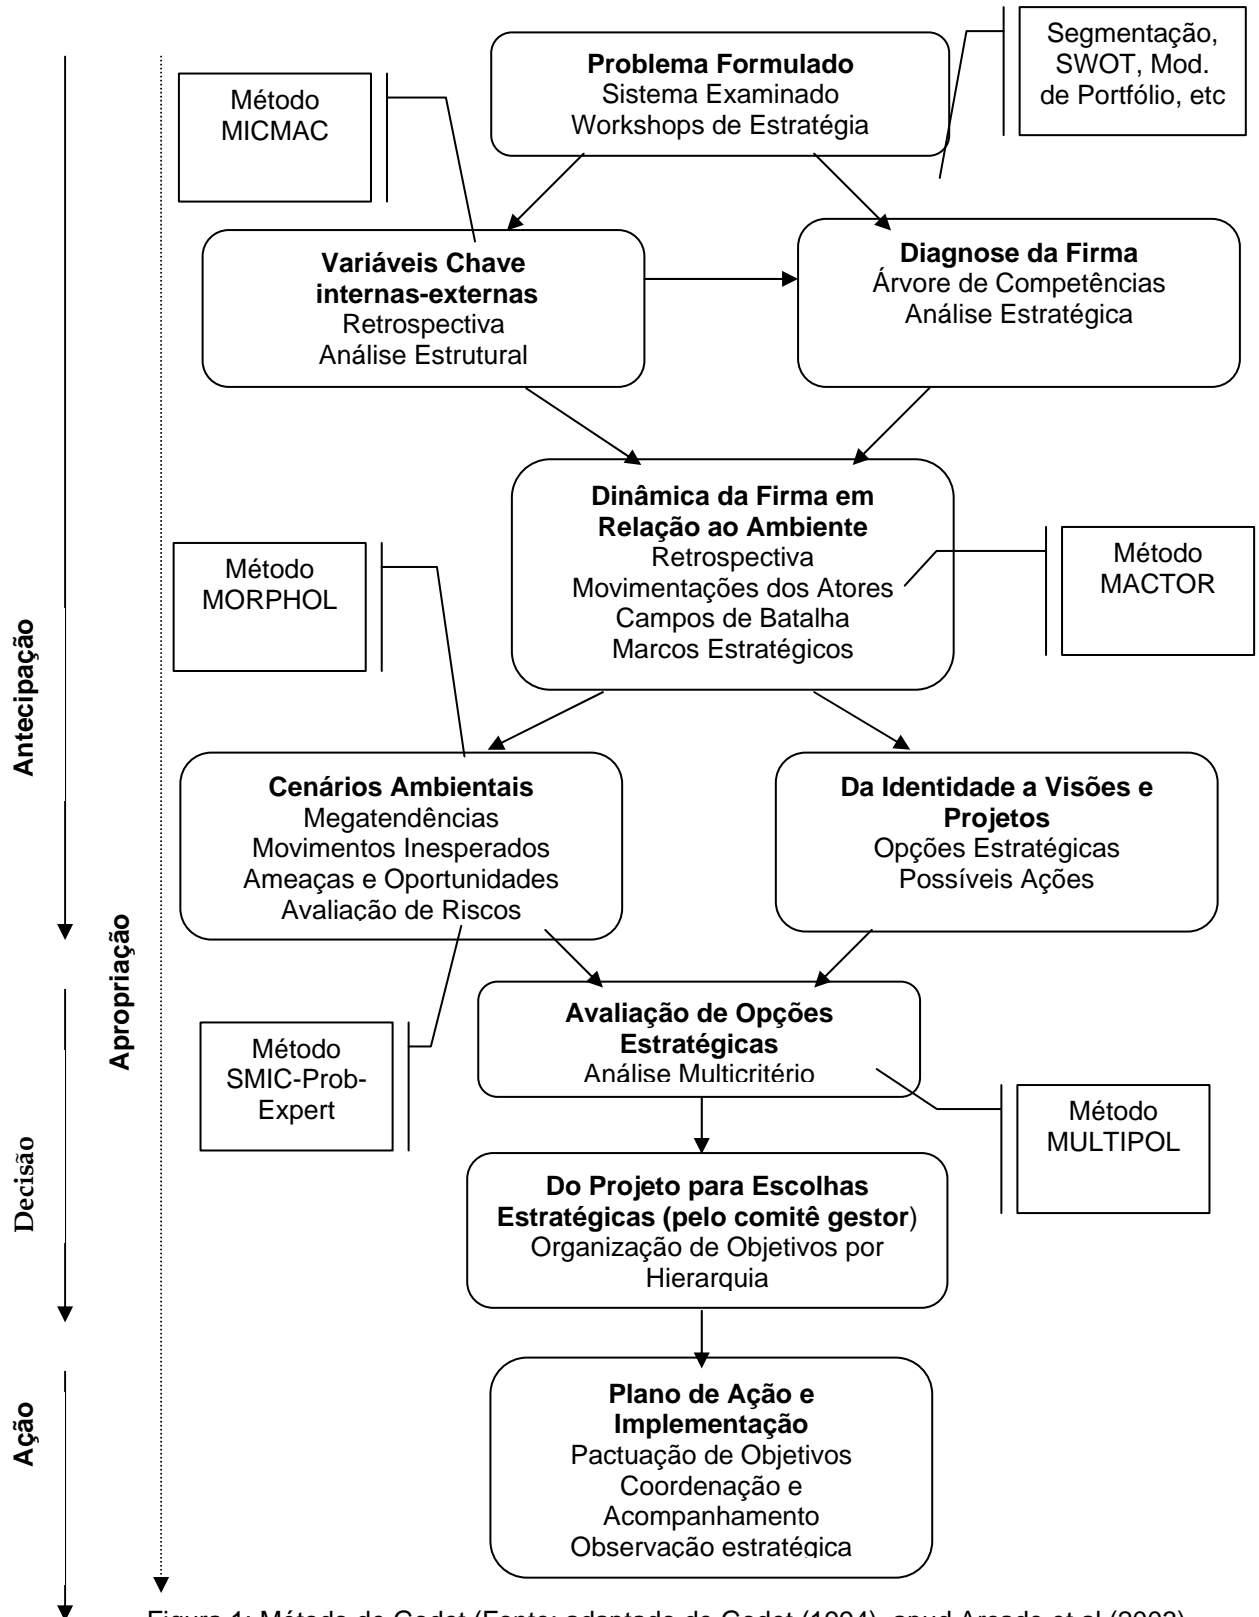 Segmentação,
SWOT, Mod.
de Portfólio, etc
Problema Formulado
Sistema Examinado
Workshops de Estratégia
Método
MICMAC
Variáveis Chave
internas-externas
Retrospectiva
Análise Estrutural
Diagnose da Firma
Árvore de Competências
Análise Estratégica
Dinâmica da Firma em
Relação ao Ambiente
Retrospectiva
Movimentações dos Atores
Campos de Batalha
Marcos Estratégicos
Método
MORPHOL
Método
MACTOR
Antecipação
Cenários Ambientais
Megatendências
Movimentos Inesperados
Ameaças e Oportunidades
Avaliação de Riscos
Da Identidade a Visões e
Projetos
Opções Estratégicas
Possíveis Ações
Apropriação
Avaliação de Opções
Estratégicas
Análise Multicritério
Método
SMIC-Prob-
Expert
Método
MULTIPOL
Decisão
Do Projeto para Escolhas
Estratégicas (pelo comitê gestor)
Organização de Objetivos por
Hierarquia
Ação
Plano de Ação e
Implementação
Pactuação de Objetivos
Coordenação e
Acompanhamento
Observação estratégica
Figura 1: Método de Godet (Fonte: adaptado de Godet (1994), apud Arcade et al (2003)